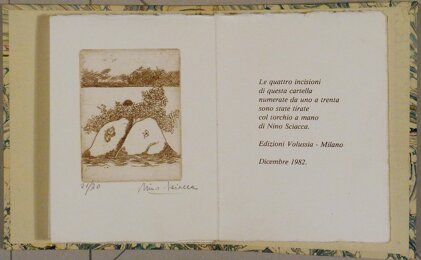 Nino Sciacca
Le quattro incisioni
di questa cartella
numerate da uno a trenta
sono state tirate
col torchio a mano
di Nino Sciacca.
Edizioni Volussia - Milano
Dicembre 1982.